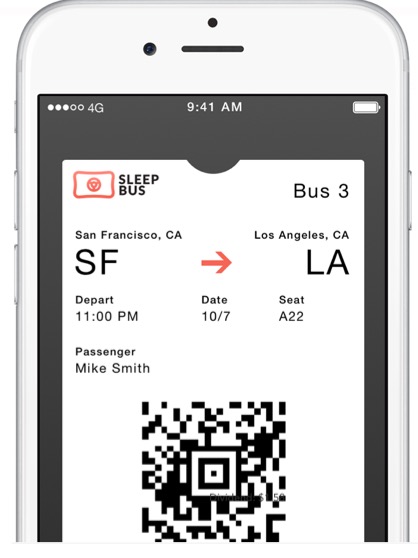 4G 9:41 AM
SLEEP
BUS
Bus 3
San Francisco, CA Los Angeles, CA
SF → LA
Depart Date Seat
11:00 PM 10/7 A22
Passenger
Mike Smith